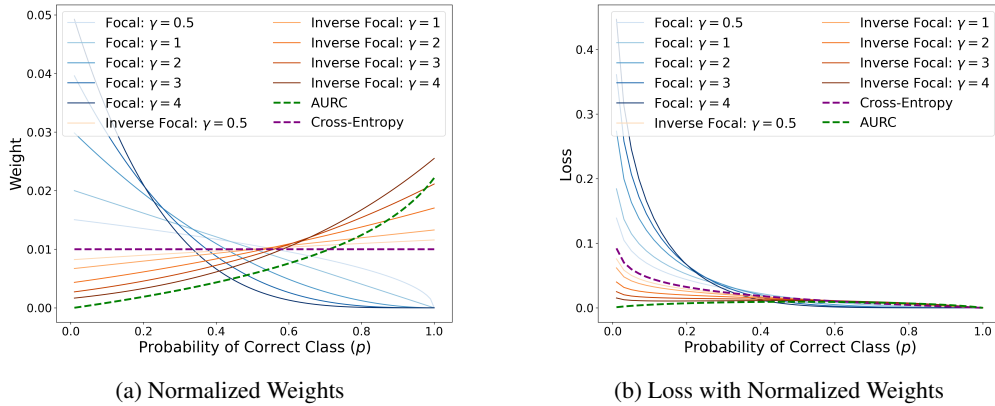 0.05
0.04
0.03
0.02
0.01
0.00
Weight
Focal: γ = 0.5
Focal: γ = 1
Focal: γ = 2
Focal: γ = 3
Focal: γ = 4
Inverse Focal: γ = 0.5
Inverse Focal: γ = 1
Inverse Focal: γ = 2
Inverse Focal: γ = 3
Inverse Focal: γ = 4
AURC
Cross-Entropy
0.0 0.2 0.4 0.6 0.8 1.0
Probability of Correct Class (p)
(a) Normalized Weights
0.4
0.3
0.2
0.1
0.0
Loss
Focal: γ = 0.5
Focal: γ = 1
Focal: γ = 2
Focal: γ = 3
Focal: γ = 4
Inverse Focal: γ = 0.5
Inverse Focal: γ = 1
Inverse Focal: γ = 2
Inverse Focal: γ = 3
Inverse Focal: γ = 4
Cross-Entropy
AURC
0.0 0.2 0.4 0.6 0.8 1.0
Probability of Correct Class (p)
(b) Loss with Normalized Weights